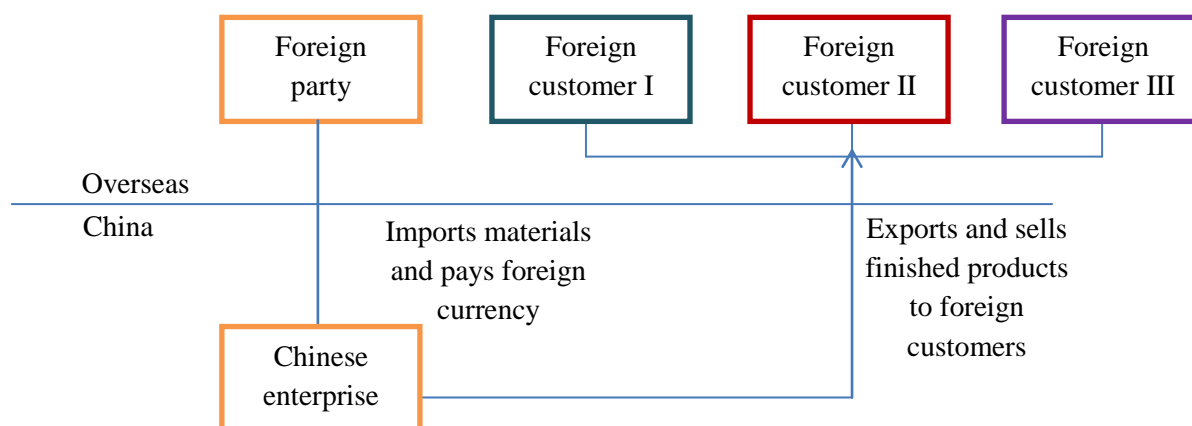 Foreign
party
Foreign
customer I
Foreign
customer II
Foreign
customer III
Overseas
China
Imports materials
and pays foreign
currency
Exports and sells
finished products
to foreign
customers
Chinese
enterprise